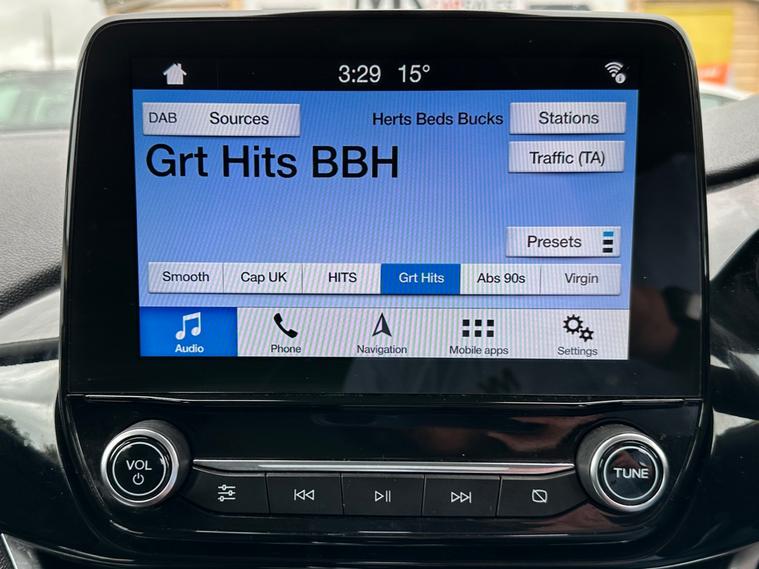 3:29 15°
DAB Sources Herts Beds Bucks Stations
Grt Hits BBH
Traffic (TA)
Presets
Smooth Cap UK HITS Grt Hits Abs 90s Virgin
Audio Phone Navigation Mobile apps Settings
VOL TUNE